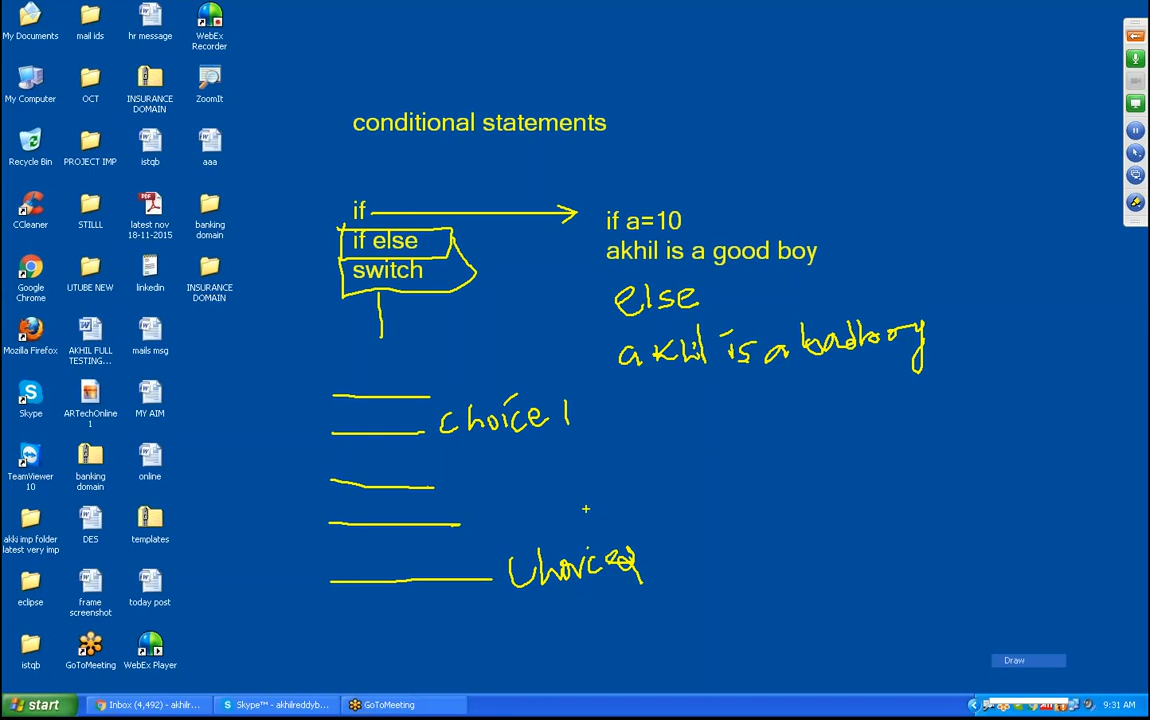 My Documents
mail ids
hr message
WebEx
Recorder
My Computer
OCT
INSURANCE
DOMAIN
ZoomIt
Recycle Bin
PROJECT IMP
istqb
aaa
CCleaner
STILLL
latest nov
18-11-2015
banking
domain
Google
Chrome
UTUBE NEW
linkedin
INSURANCE
DOMAIN
Mozilla Firefox
AKHIL FULL
TESTING...
mails msg
Skype
ARTechOnline
1
MY AIM
TeamViewer
10
banking
domain
online
akki imp folder
latest very imp
DES
templates
eclipse
frame
screenshot
today post
istqb
GoToMeeting
WebEx Player
conditional statements
if
if else
switch
if a=10
akhil is a good boy
else
akhil is a badboy
choice 1
Draw
start
Inbox (4,492) - akhilr...
Skype™ - akhilreddyb...
GoToMeeting
9:31 AM